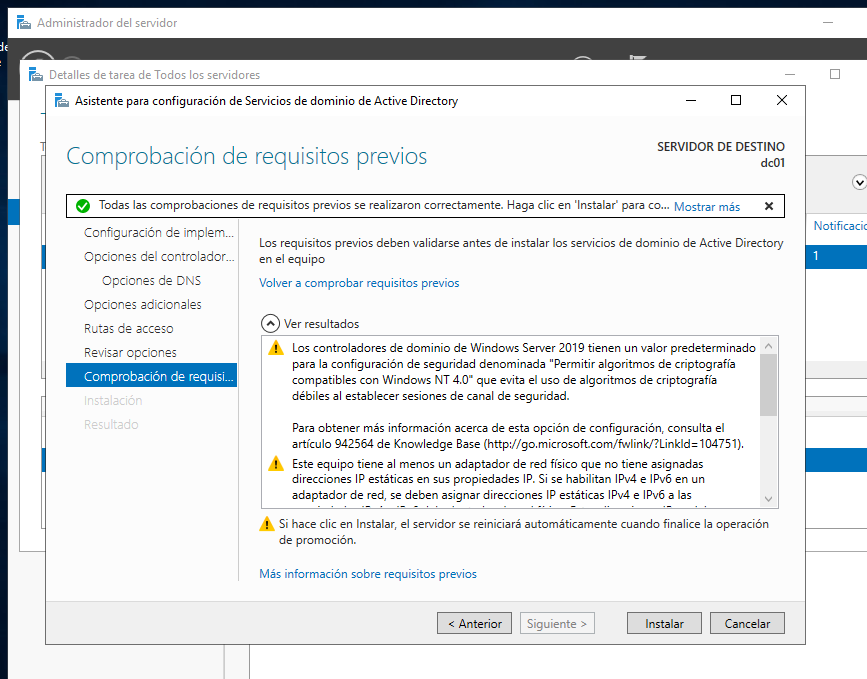 Administrador del servidor
de
Detalles de tarea de Todos los servidores
Asistente para configuración de Servicios de dominio de Active Directory
Comprobación de requisitos previos
SERVIDOR DE DESTINO
dc01
Todas las comprobaciones de requisitos previos se realizaron correctamente. Haga clic en 'Instalar' para co... Mostrar más
Configuración de implem...
Opciones del controlador...
Opciones de DNS
Opciones adicionales
Rutas de acceso
Revisar opciones
Comprobación de requisi...
Instalación
Resultado
Los requisitos previos deben validarse antes de instalar los servicios de dominio de Active Directory
en el equipo
Volver a comprobar requisitos previos
Ver resultados
Los controladores de dominio de Windows Server 2019 tienen un valor predeterminado
para la configuración de seguridad denominada "Permitir algoritmos de criptografía
compatibles con Windows NT 4.0" que evita el uso de algoritmos de criptografía
débiles al establecer sesiones de canal de seguridad.
Para obtener más información acerca de esta opción de configuración, consulta el
artículo 942564 de Knowledge Base (http://go.microsoft.com/fwlink/?LinkId=104751).
Este equipo tiene al menos un adaptador de red físico que no tiene asignadas
direcciones IP estáticas en sus propiedades IP. Si se habilitan IPv4 e IPv6 en un
adaptador de red, se deben asignar direcciones IP estáticas IPv4 e IPv6 a las
Si hace clic en Instalar, el servidor se reiniciará automáticamente cuando finalice la operación
de promoción.
Más información sobre requisitos previos
< Anterior
Siguiente >
Instalar
Cancelar
Notificacio
1